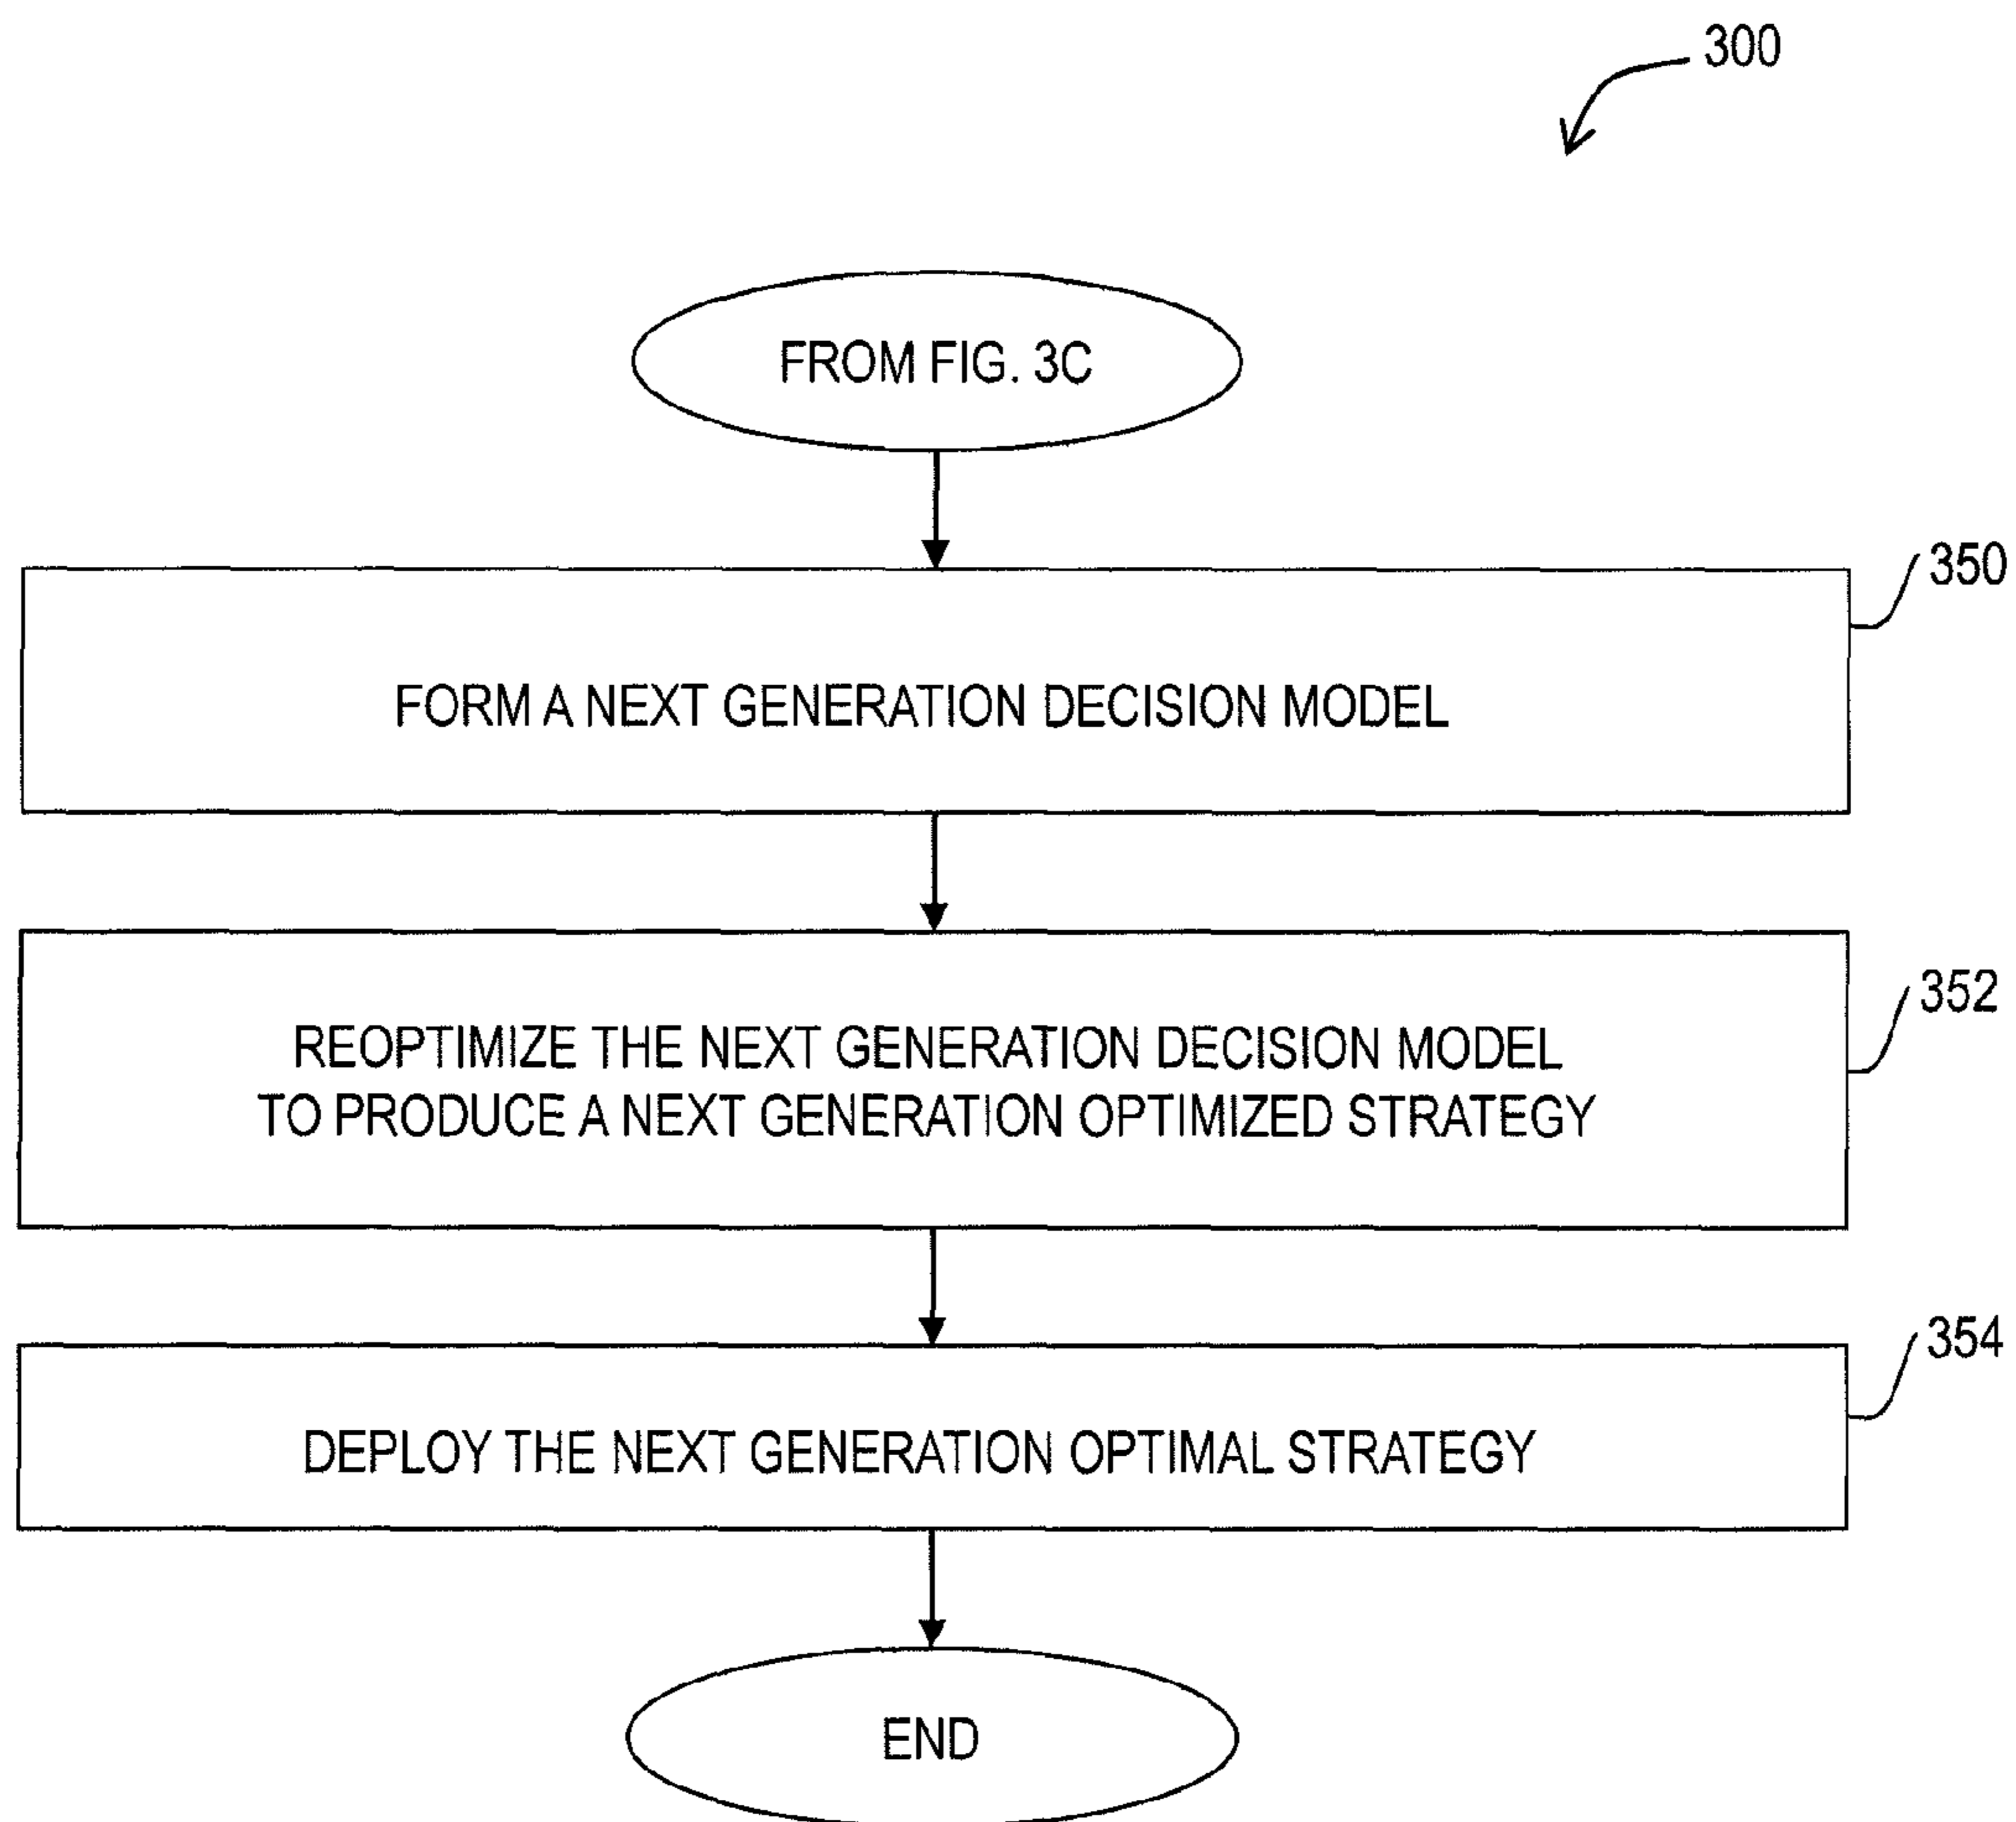 300
FROM FIG. 3C
350
FORM A NEXT GENERATION DECISION MODEL
352
REOPTIMIZE THE NEXT GENERATION DECISION MODEL
TO PRODUCE A NEXT GENERATION OPTIMIZED STRATEGY
354
DEPLOY THE NEXT GENERATION OPTIMAL STRATEGY
END